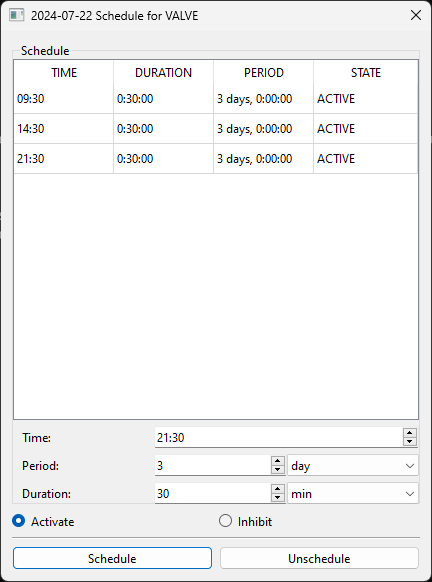 2024-07-22 Schedule for VALVE
Schedule
TIME DURATION PERIOD STATE
09:30 0:30:00 3 days, 0:00:00 ACTIVE
14:30 0:30:00 3 days, 0:00:00 ACTIVE
21:30 0:30:00 3 days, 0:00:00 ACTIVE
Time: 21:30
Period: 3 day
Duration: 30 min
Activate Inhibit
Schedule Unschedule